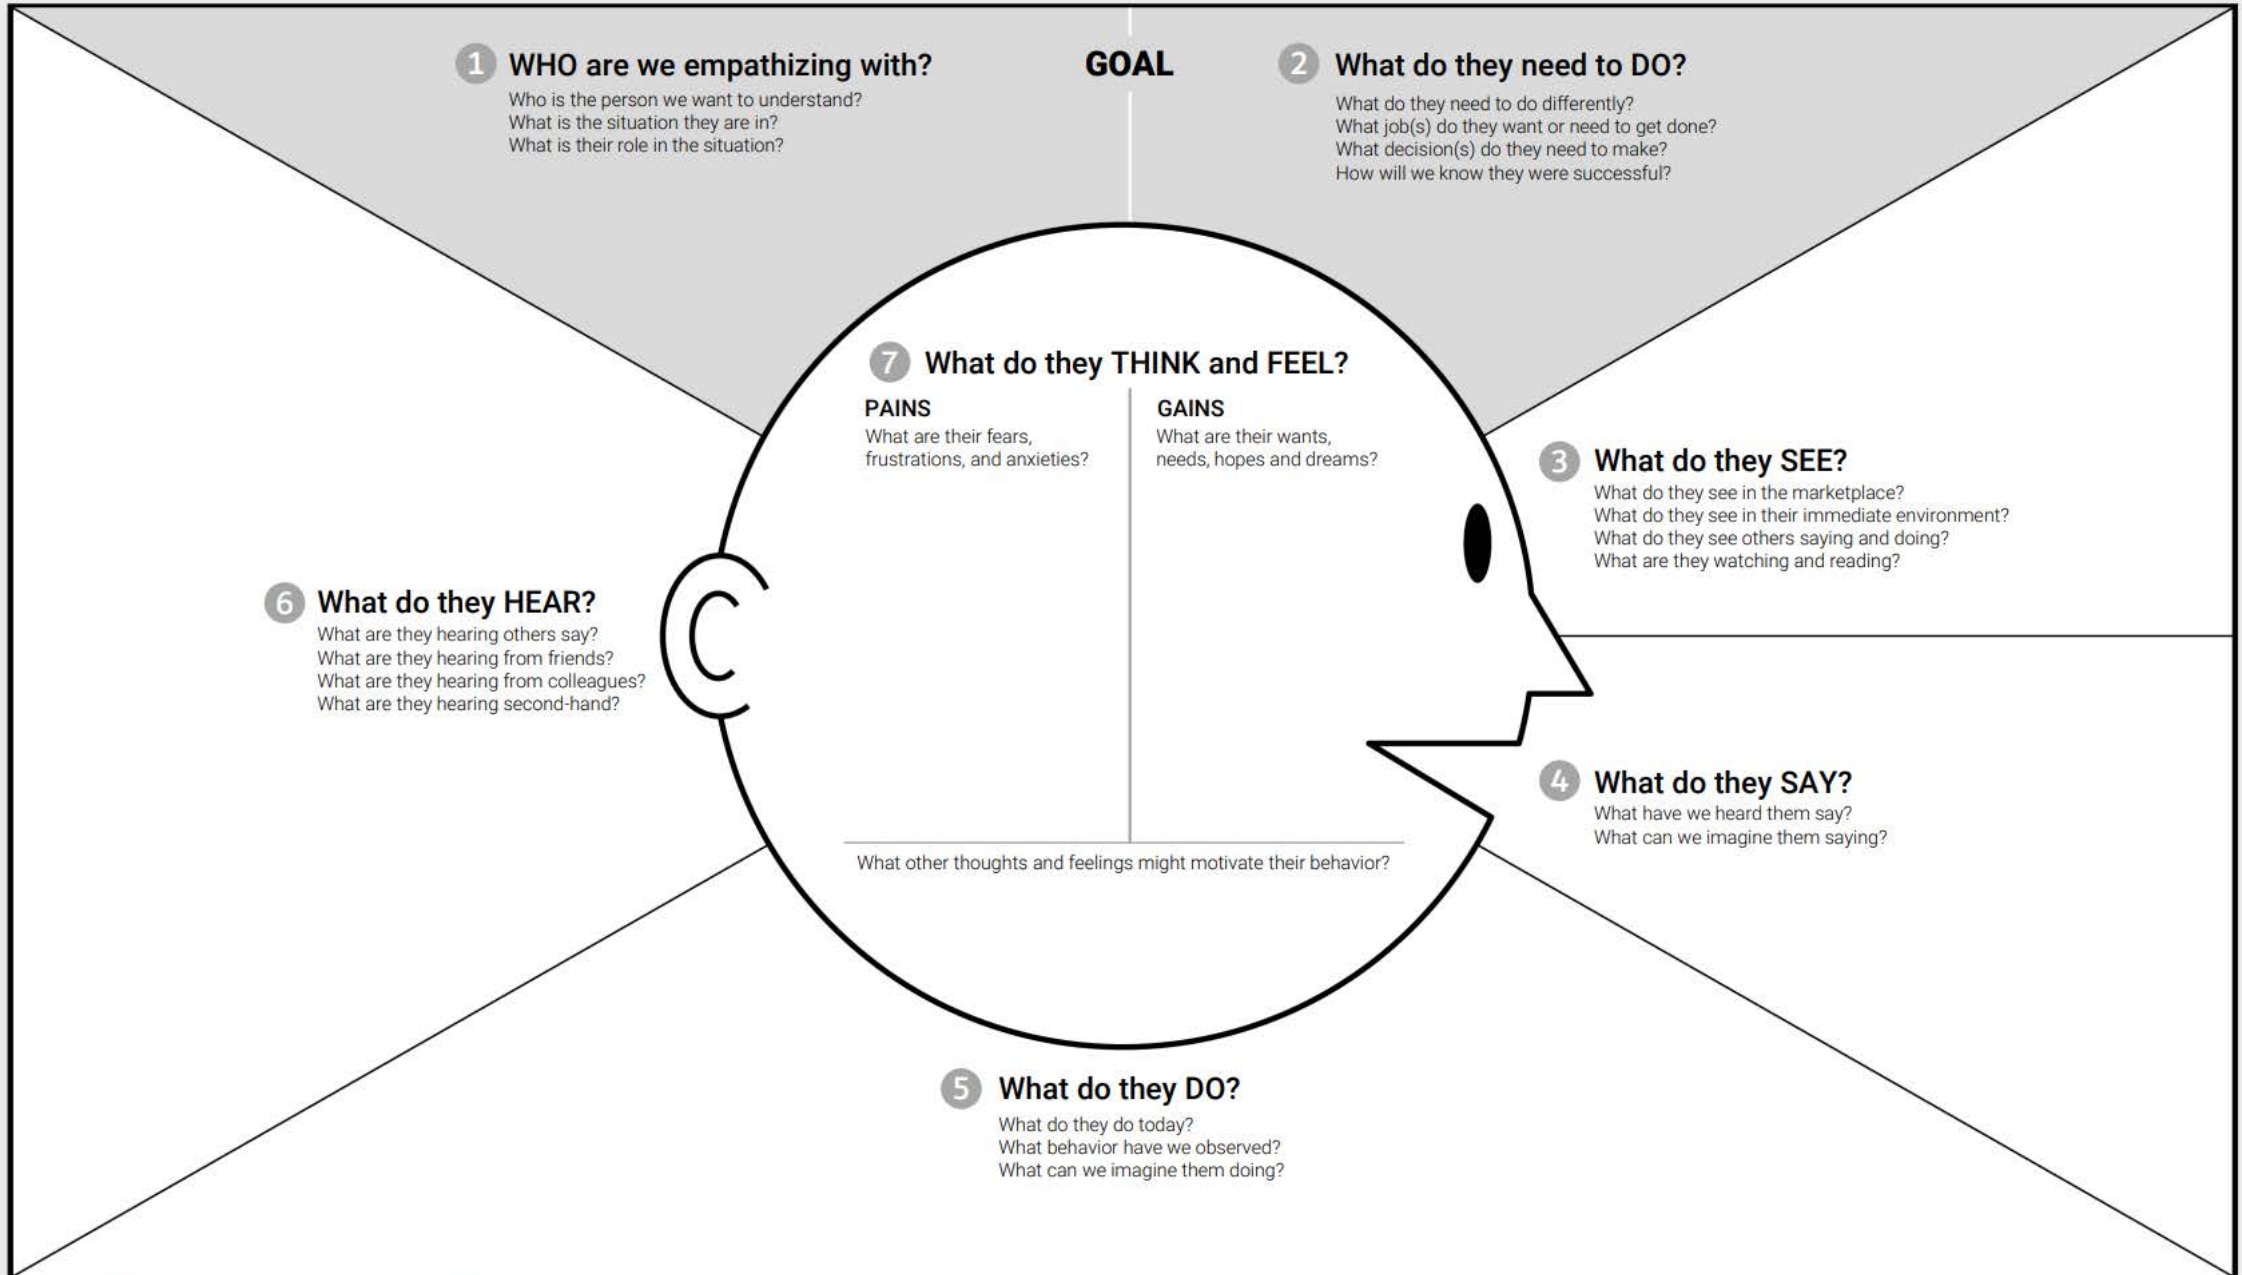 1 WHO are we empathizing with?
Who is the person we want to understand?
What is the situation they are in?
What is their role in the situation?
GOAL
2 What do they need to DO?
What do they need to do differently?
What job(s) do they want or need to get done?
What decision(s) do they need to make?
How will we know they were successful?
3 What do they SEE?
What do they see in the marketplace?
What do they see in their immediate environment?
What do they see others saying and doing?
What are they watching and reading?
4 What do they SAY?
What have we heard them say?
What can we imagine them saying?
5 What do they DO?
What do they do today?
What behavior have we observed?
What can we imagine them doing?
6 What do they HEAR?
What are they hearing others say?
What are they hearing from friends?
What are they hearing from colleagues?
What are they hearing second-hand?
7 What do they THINK and FEEL?
PAINS
What are their fears,
frustrations, and anxieties?
GAINS
What are their wants,
needs, hopes and dreams?
What other thoughts and feelings might motivate their behavior?